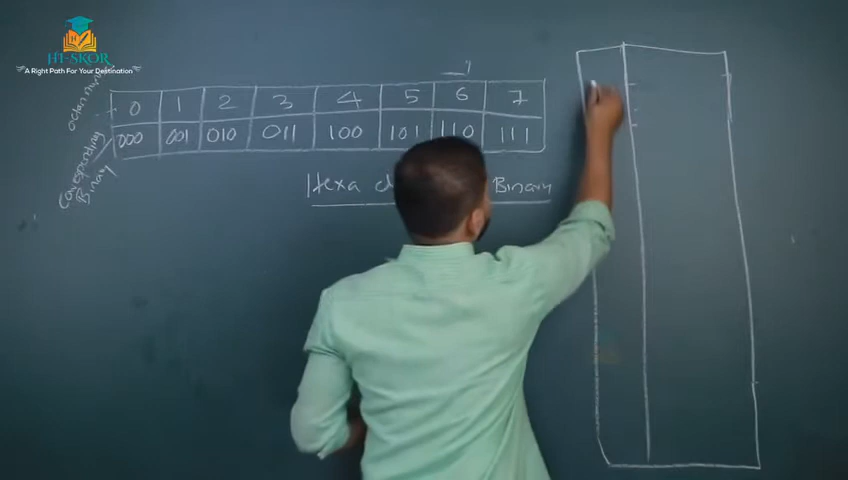 HI-SKOR
A Right Path For Your Destination
0 1 2 3 4 5 6 7
000 001 010 011 100 101 110 111
Binary
Hexa Binary